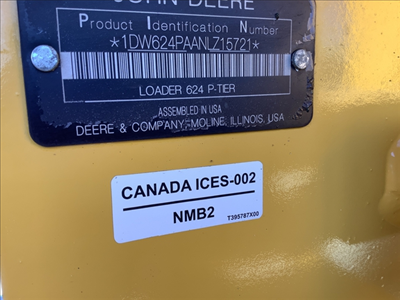 JOHN DEERE
Product Identification Number
*1DW624PAANLZ15721*
LOADER 624 P-TIER
ASSEMBLED IN USA
DEERE & COMPANY MOLINE, ILLINOIS, USA
CANADA ICES-002
NMB2
T395787X00